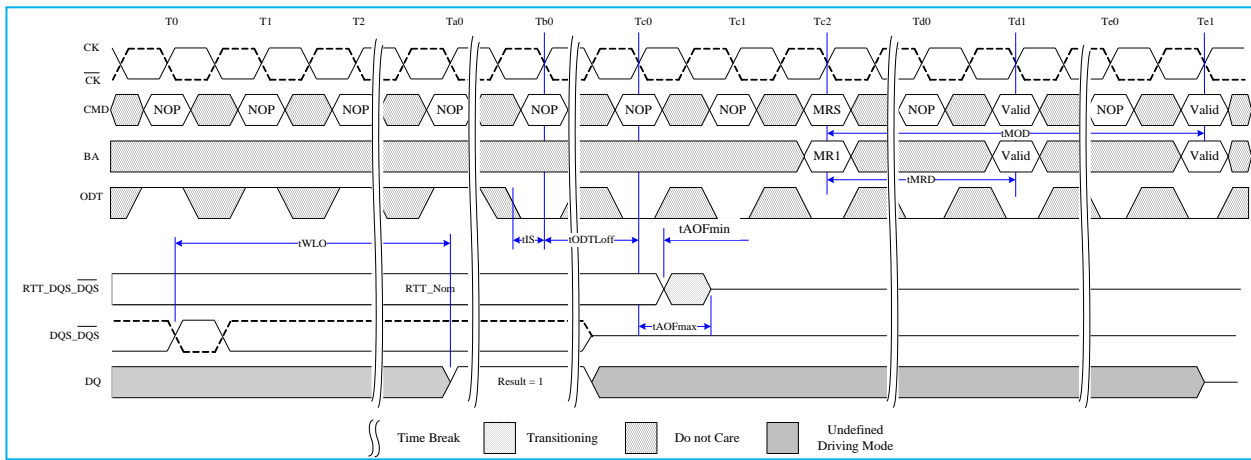 T0 T1 T2 Ta0 Tb0 Tc0 Tc1 Tc2 Td0 Td1 Te0 Te1
CK
CK
CMD NOP NOP NOP NOP NOP NOP NOP MRS NOP Valid NOP Valid
tMOD
BA MR1 Valid Valid
tMRD
ODT
tAOFmin
tWLO tIS tODTLoff
RTT_DQS_DQS RTT_Nom
tAOFmax
DQS_DQS
DQ Result = 1
Time Break Transitioning Do not Care Undefined
Driving Mode